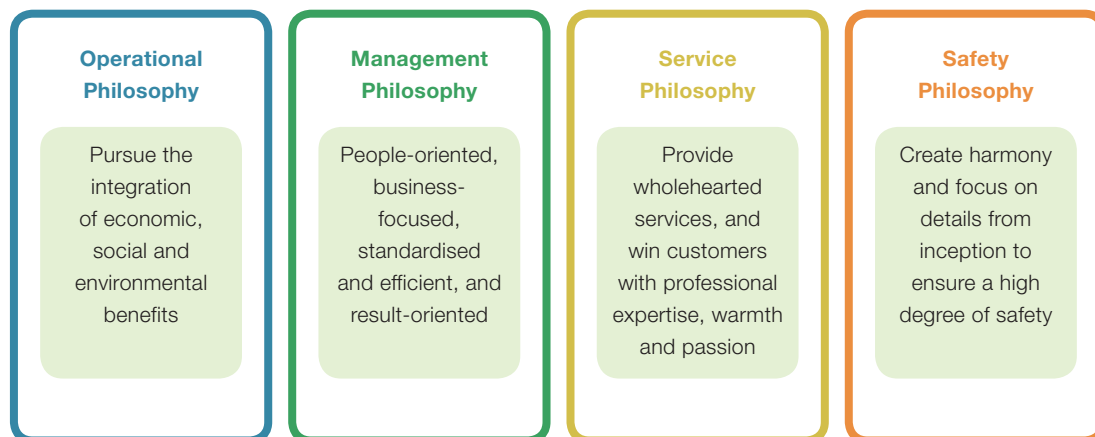 Operational
Philosophy
Pursue the
integration
of economic,
social and
environmental
benefits
Management
Philosophy
People-oriented,
business-
focused,
standardised
and efficient, and
result-oriented
Service
Philosophy
Provide
wholehearted
services, and
win customers
with professional
expertise, warmth
and passion
Safety
Philosophy
Create harmony
and focus on
details from
inception to
ensure a high
degree of safety